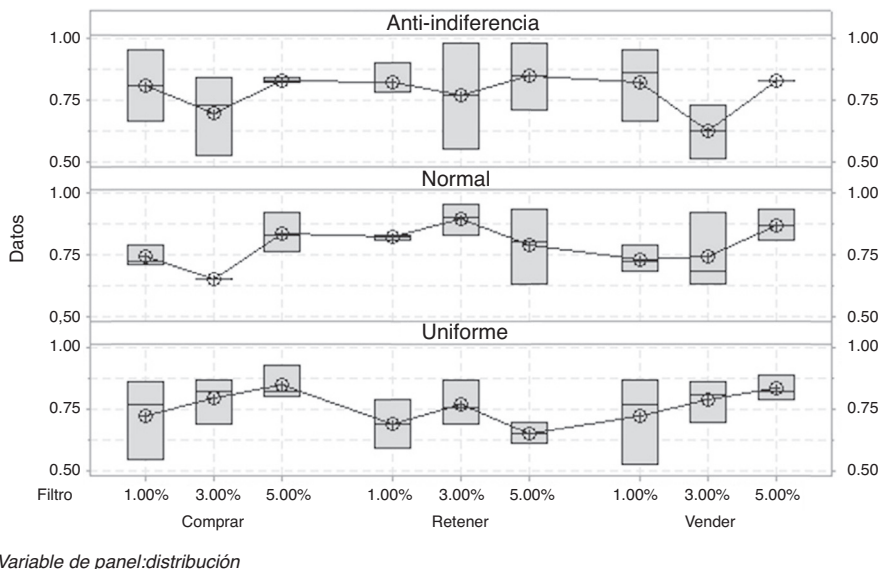 Anti-indiferencia
1.00 1.00
0.75 0.75
0.50 0.50
Normal
1.00 1.00
Datos
0.75 0.75
0,50 0.50
Uniforme
1.00 1.00
0.75 0.75
0.50 0.50
Filtro 1.00% 3.00% 5.00% 1.00% 3.00% 5.00% 1.00% 3.00% 5.00%
Comprar Retener Vender
Variable de panel:distribución